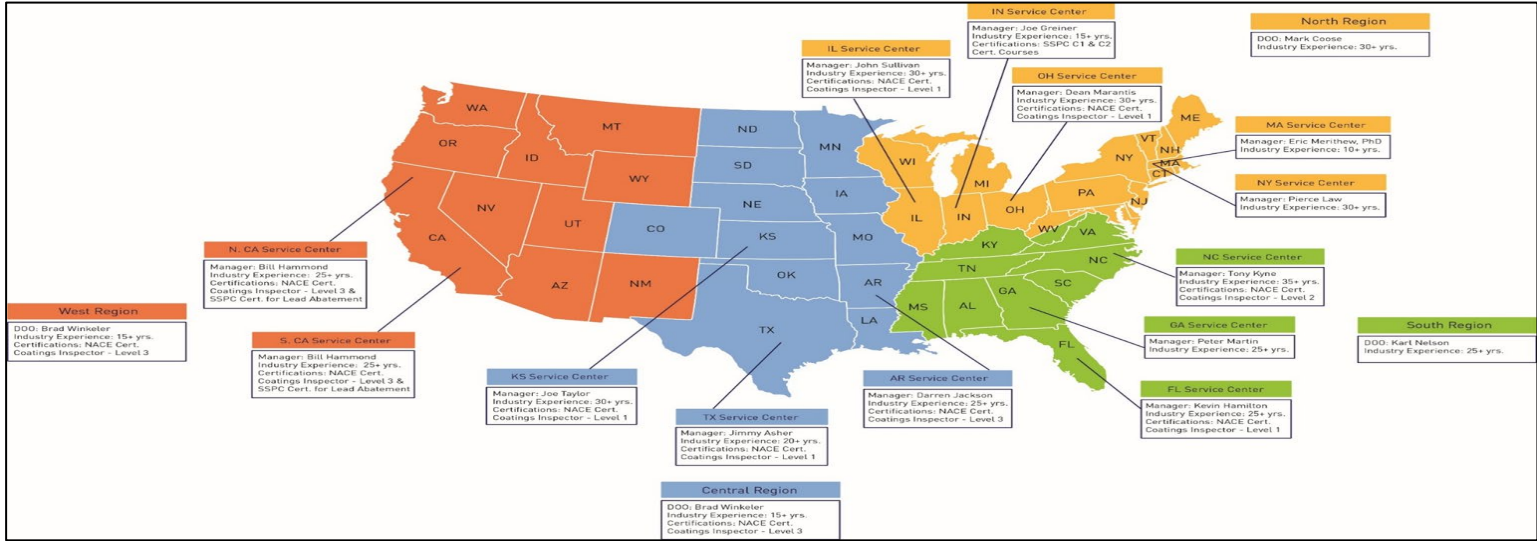 IN Service Center
Manager: Joe Greiner
Industry Experience: 15+ yrs.
Certifications: SSPC C1 & C2
Cert. Courses
North Region
DOO: Mark Coose
Industry Experience: 30+ yrs.
IL Service Center
Manager: John Sullivan
Industry Experience: 30+ yrs.
Certifications: NACE Cert.
Coatings Inspector - Level 1
OH Service Center
Manager: Dean Marantis
Industry Experience: 30+ yrs.
Certifications: NACE Cert.
Coatings Inspector - Level 1
MA Service Center
Manager: Eric Merithew, PhD
Industry Experience: 10+ yrs.
NY Service Center
Manager: Pierce Law
Industry Experience: 30+ yrs.
WA
OR
MT
ID
WY
NV
UT
CA
AZ
NM
ND
SD
NE
CO
KS
OK
TX
MN
IA
MO
AR
LA
WI
MI
IL
IN
OH
PA
NY
VT
NH
ME
MA
CT
NJ
WV
KY
VA
TN
NC
SC
MS
AL
GA
FL
N. CA Service Center
Manager: Bill Hammond
Industry Experience: 25+ yrs.
Certifications: NACE Cert.
Coatings Inspector - Level 3 &
SSPC Cert. for Lead Abatement
NC Service Center
Manager: Tony Kyne
Industry Experience: 35+ yrs.
Certifications: NACE Cert.
Coatings Inspector - Level 2
West Region
DOO: Brad Winkeler
Industry Experience: 15+ yrs.
Certifications: NACE Cert.
Coatings Inspector - Level 3
S. CA Service Center
Manager: Bill Hammond
Industry Experience: 25+ yrs.
Certifications: NACE Cert.
Coatings Inspector - Level 3 &
SSPC Cert. for Lead Abatement
GA Service Center
Manager: Peter Martin
Industry Experience: 25+ yrs.
South Region
DOO: Karl Nelson
Industry Experience: 25+ yrs.
KS Service Center
Manager: Joe Taylor
Industry Experience: 30+ yrs.
Certifications: NACE Cert.
Coatings Inspector - Level 1
AR Service Center
Manager: Darren Jackson
Industry Experience: 25+ yrs.
Certifications: NACE Cert.
Coatings Inspector - Level 3
FL Service Center
Manager: Kevin Hamilton
Industry Experience: 25+ yrs.
Certifications: NACE Cert.
Coatings Inspector - Level 1
TX Service Center
Manager: Jimmy Asher
Industry Experience: 20+ yrs.
Certifications: NACE Cert.
Coatings Inspector - Level 1
Central Region
DOO: Brad Winkeler
Industry Experience: 15+ yrs.
Certifications: NACE Cert.
Coatings Inspector - Level 3